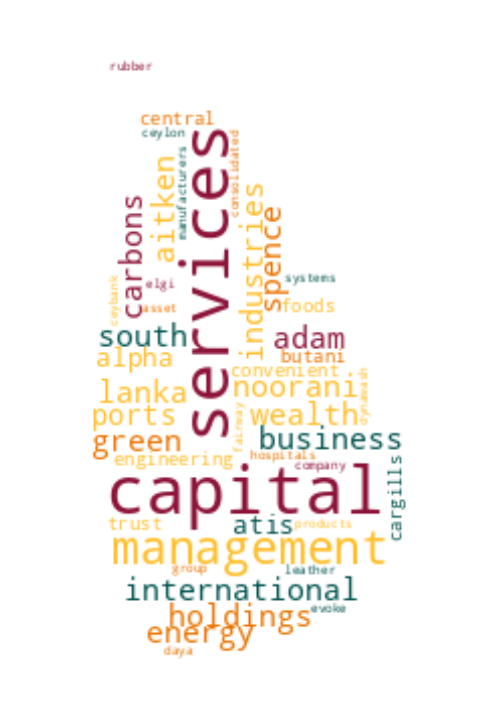 rubber
central
ceylon
services
consolidated
manufacturers
aitken
industries
carbons
spence
systems
ceybank
elgi
asset
foods
south
adam
alpha
butani
convenient
dynawash
lanka
noorani
ports
fairway
wealth
green
business
engineering
hospitals
company
cargills
capital
trust
atis
products
management
group
leather
international
evoke
holdings
energy
daya